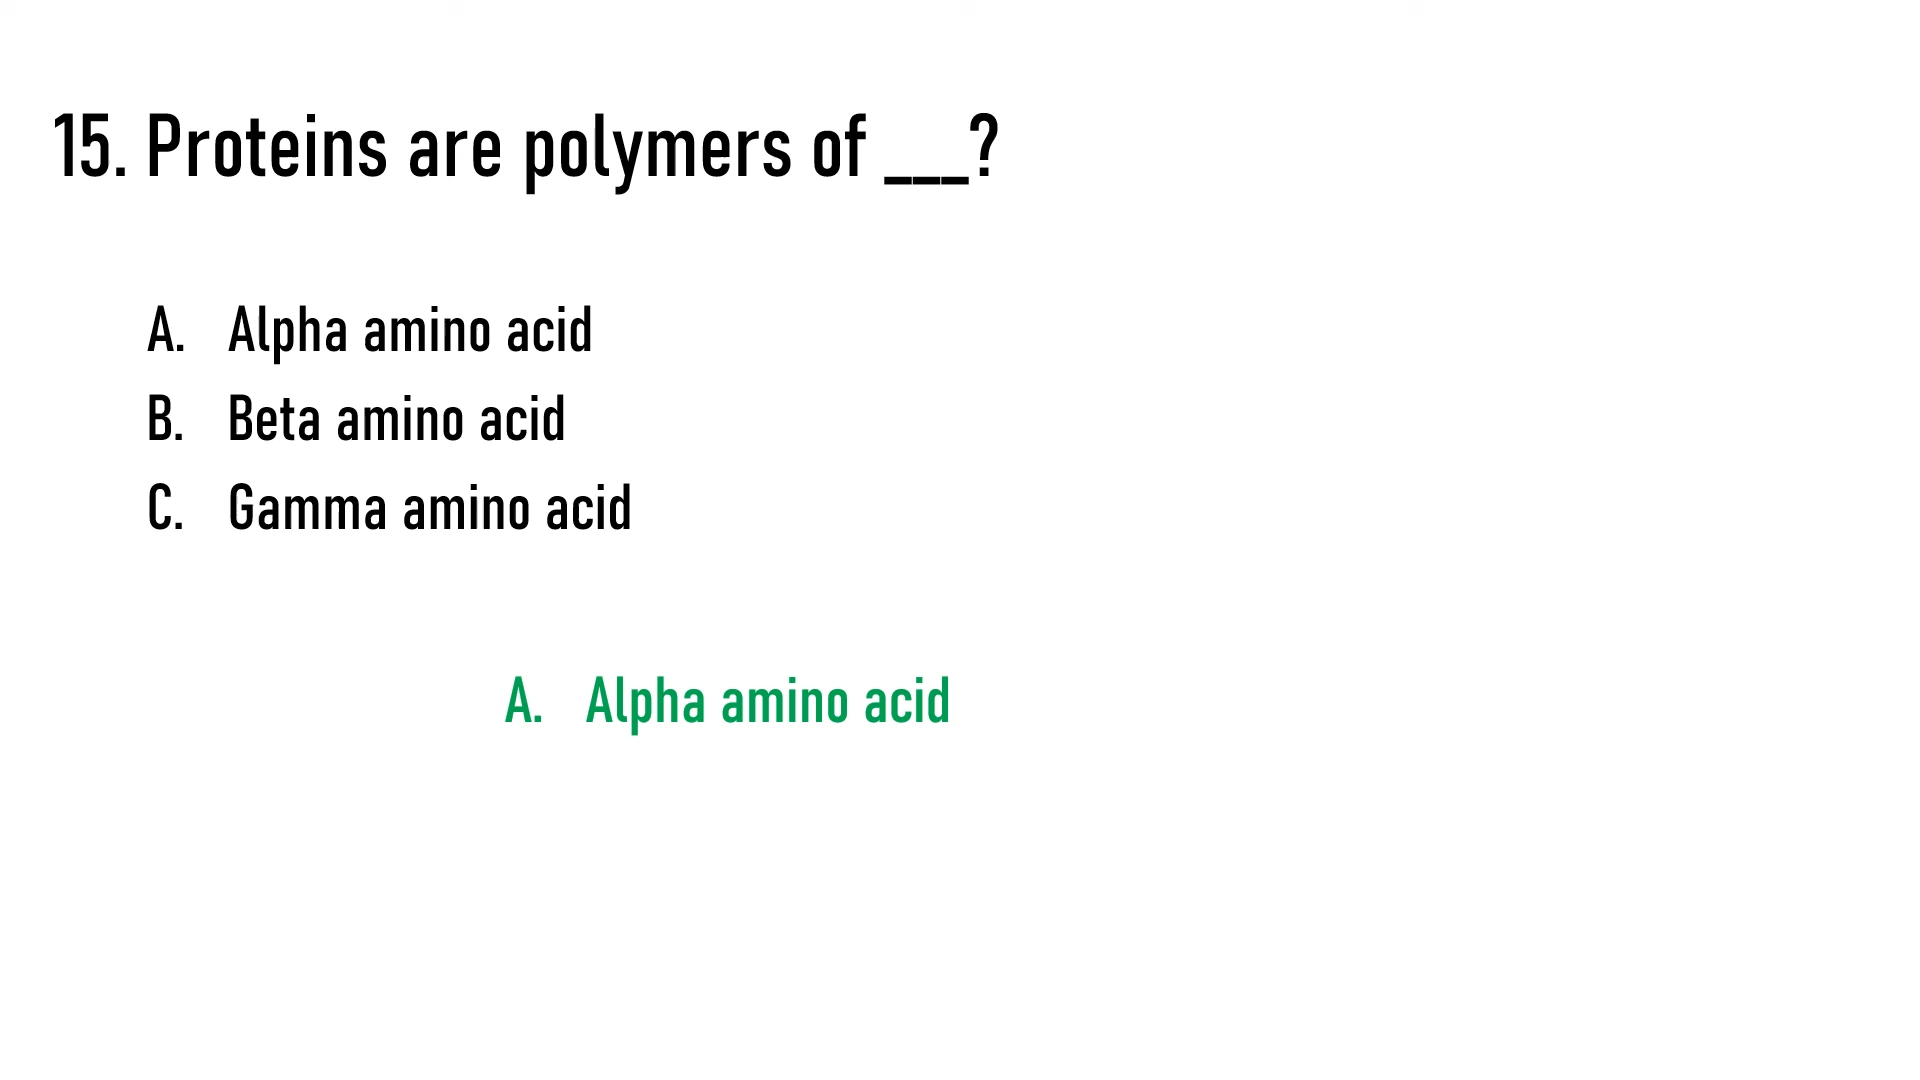 15. Proteins are polymers of ___?
A. Alpha amino acid
B. Beta amino acid
C. Gamma amino acid
A. Alpha amino acid